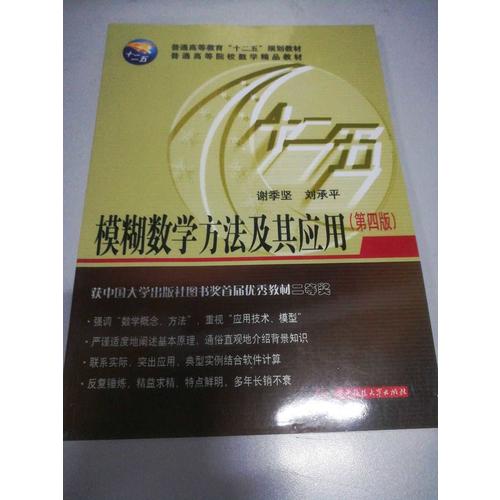 普通高等教育“十二五”规划教材
普通高等院校数学精品教材
十二五
十二五
谢季坚 刘承平
模糊数学方法及其应用(第四版)
获中国大学出版社图书奖首届优秀教材二等奖
·强调“数学概念、方法”，重视“应用技术、模型”
·严谨适度地阐述基本原理、通俗直观地介绍背景知识
·联系实际，突出应用，典型实例结合软件计算
·反复锤炼，精益求精，特点鲜明，多年长销不衰
科技大学出版社